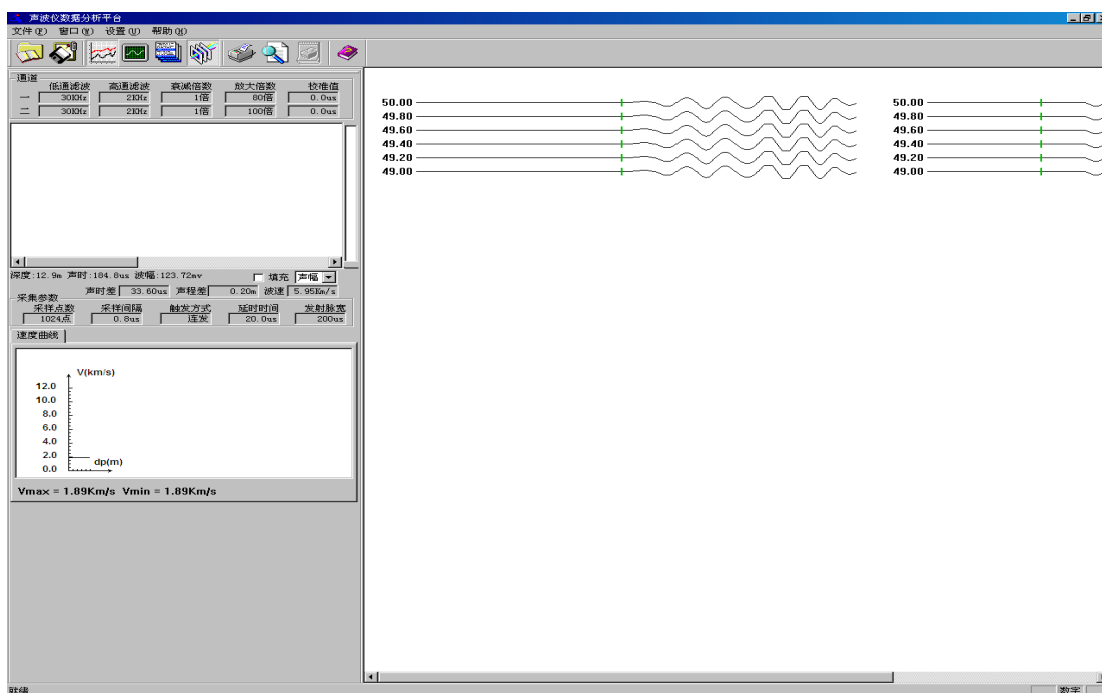 声波仪数据分析平台
文件(F) 窗口(W) 设置(U) 帮助(H)
通道
低通滤波 高通滤波 衰减倍数 放大倍数 校准值
一 30KHz 2KHz 1倍 80倍 0.0us
二 30KHz 2KHz 1倍 100倍 0.0us
深度:12.9m 声时:184.8us 波幅:123.72mv 填充 声幅
声时差 33.60us 声程差 0.20m 波速 5.95Km/s
采集参数
采样点数 采样间隔 触发方式 延时时间 发射脉宽
1024点 0.8us 连发 20.0us 200us
速度曲线
V(km/s)
12.0
10.0
8.0
6.0
4.0
2.0
0.0
dp(m)
Vmax = 1.89Km/s Vmin = 1.89Km/s
50.00 50.00
49.80 49.80
49.60 49.60
49.40 49.40
49.20 49.20
49.00 49.00
就绪 数字